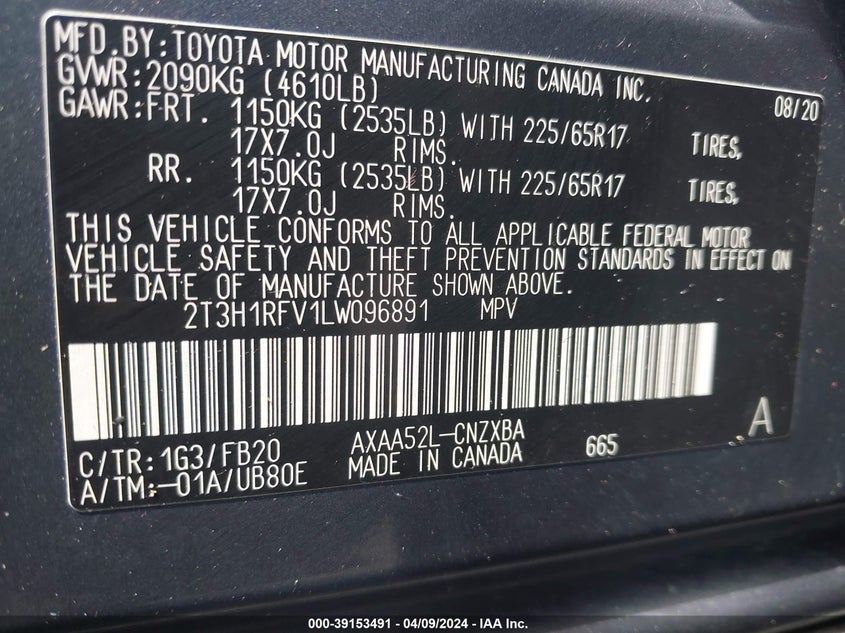 MFD.BY:TOYOTA MOTOR MANUFACTURING CANADA INC.
GVWR:2090KG (4610LB) 08/20
GAWR:FRT. 1150KG (2535LB) WITH 225/65R17 TIRES,
17X7.0J RIMS.
RR. 1150KG (2535LB) WITH 225/65R17 TIRES,
17X7.0J RIMS.
THIS VEHICLE CONFORMS TO ALL APPLICABLE FEDERAL MOTOR
VEHICLE SAFETY AND THEFT PREVENTION STANDARDS IN EFFECT ON
THE DATE OF MANUFACTURE SHOWN ABOVE.
2T3H1RFV1LW096891 MPV
A
C/TR:1G3/FB20 AXAA52L-CNZXBA 665
A/TM:-01A/UB80E MADE IN CANADA
000-39153491 - 04/09/2024 - IAA Inc.